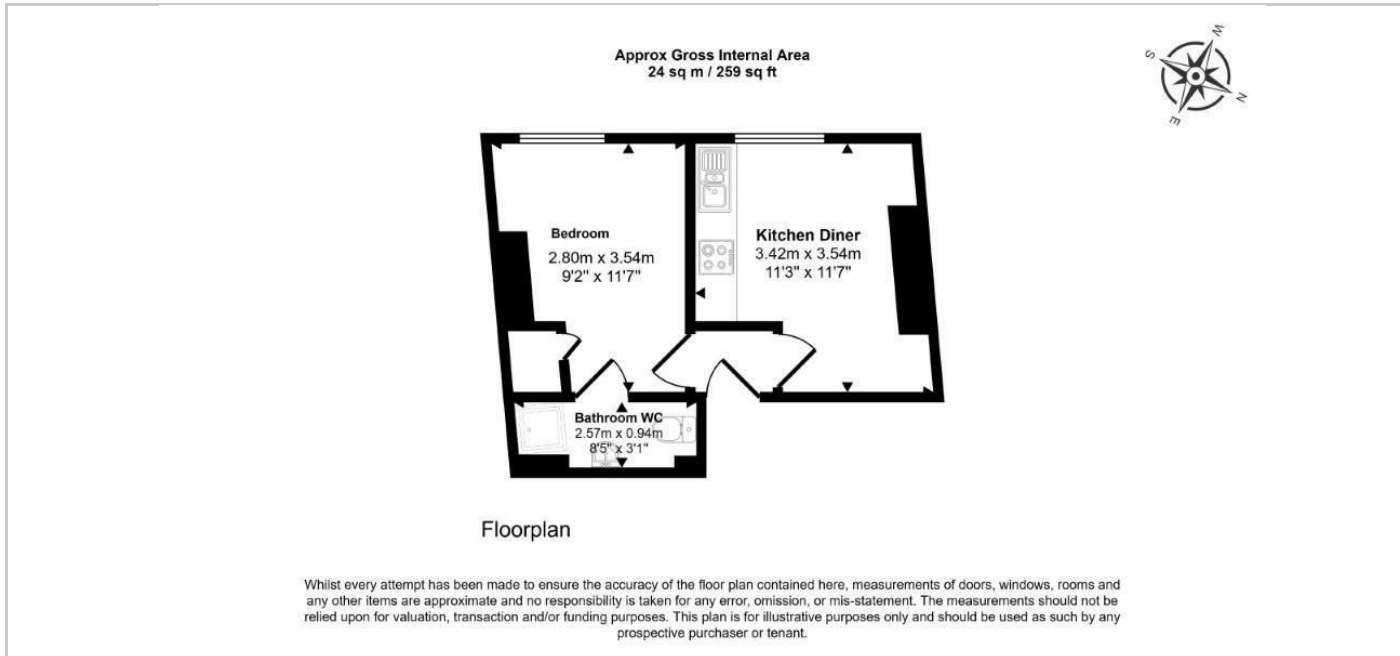 Approx Gross Internal Area
24 sq m / 259 sq ft
W
S
N
E
Bedroom
2.80m x 3.54m
9'2" x 11'7"
Kitchen Diner
3.42m x 3.54m
11'3" x 11'7"
Bathroom WC
2.57m x 0.94m
8'5" x 3'1"
Floorplan
Whilst every attempt has been made to ensure the accuracy of the floor plan contained here, measurements of doors, windows, rooms and
any other items are approximate and no responsibility is taken for any error, omission, or mis-statement. The measurements should not be
relied upon for valuation, transaction and/or funding purposes. This plan is for illustrative purposes only and should be used as such by any
prospective purchaser or tenant.